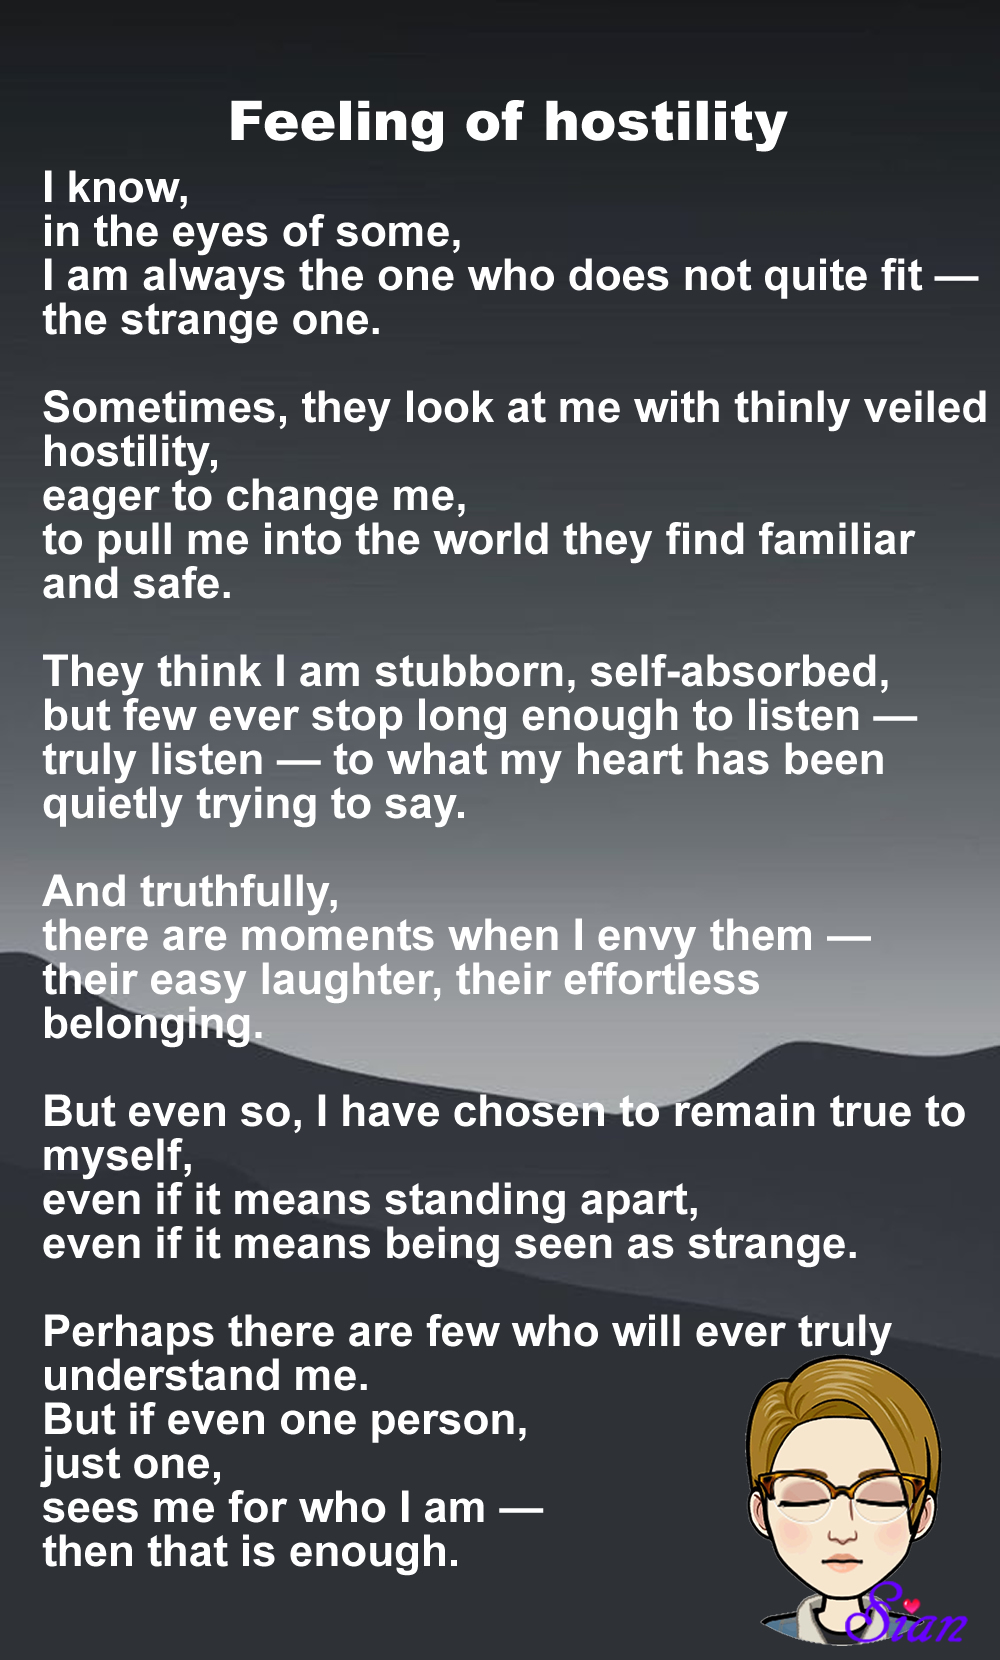 Feeling of hostility
I know,
in the eyes of some,
I am always the one who does not quite fit —
the strange one.
Sometimes, they look at me with thinly veiled
hostility,
eager to change me,
to pull me into the world they find familiar
and safe.
They think I am stubborn, self-absorbed,
but few ever stop long enough to listen —
truly listen — to what my heart has been
quietly trying to say.
And truthfully,
there are moments when I envy them —
their easy laughter, their effortless
belonging.
But even so, I have chosen to remain true to
myself,
even if it means standing apart,
even if it means being seen as strange.
Perhaps there are few who will ever truly
understand me.
But if even one person,
just one,
sees me for who I am —
then that is enough.
Sian